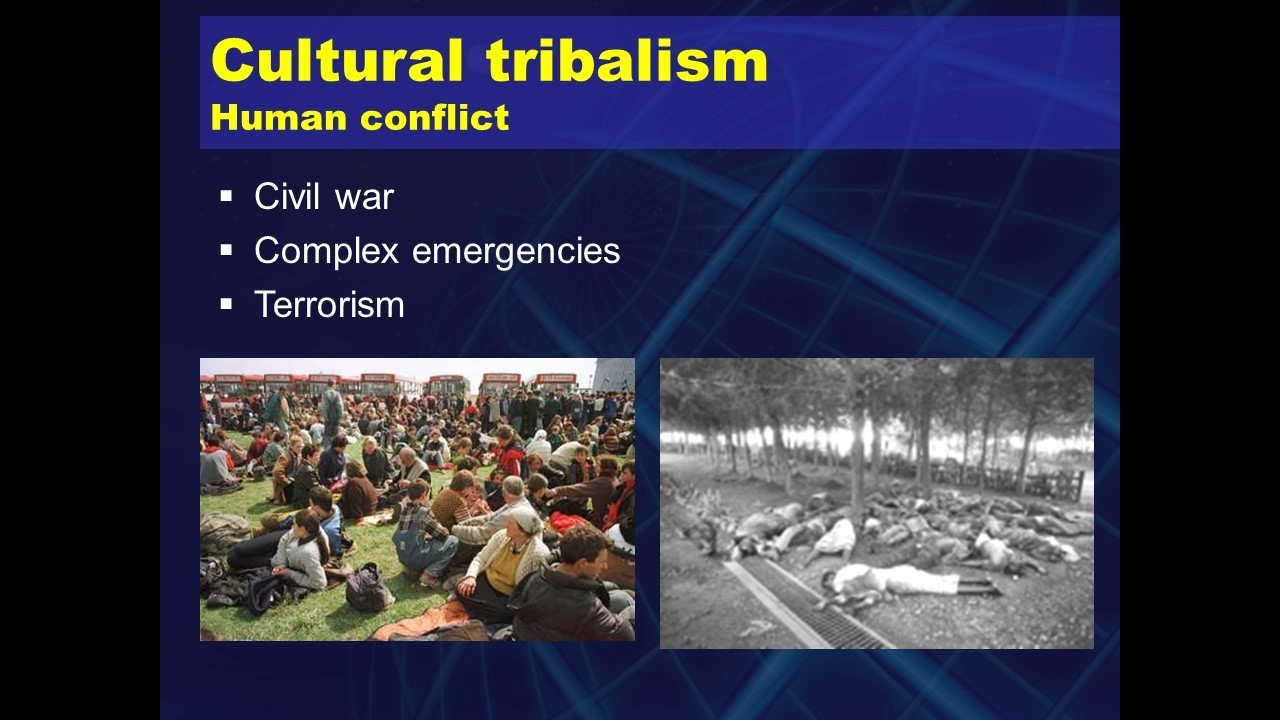 Cultural tribalism
Human conflict
▪ Civil war
▪ Complex emergencies
▪ Terrorism